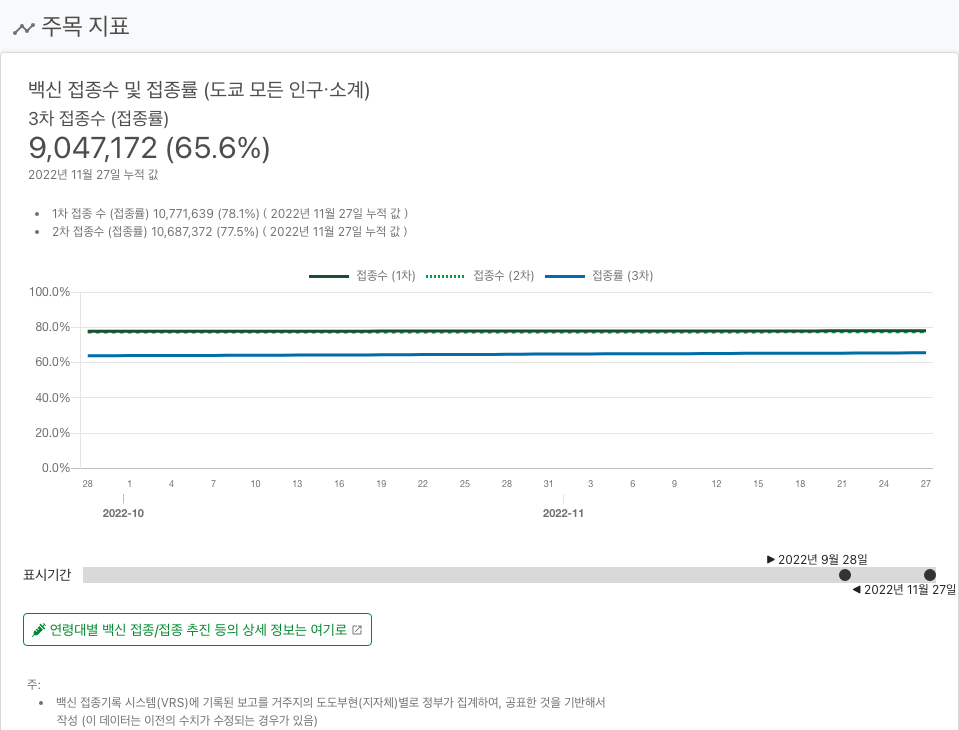 주목 지표
백신 접종수 및 접종률 (도쿄 모든 인구·소계)
3차 접종수 (접종률)
9,047,172 (65.6%)
2022년 11월 27일 누적 값
• 1차 접종 수 (접종률) 10,771,639 (78.1%) ( 2022년 11월 27일 누적 값 )
• 2차 접종수 (접종률) 10,687,372 (77.5%) ( 2022년 11월 27일 누적 값 )
접종수 (1차) 접종수 (2차) 접종률 (3차)
100.0%
80.0%
60.0%
40.0%
20.0%
0.0%
28 1 4 7 10 13 16 19 22 25 28 31 3 6 9 12 15 18 21 24 27
2022-10 2022-11
▶ 2022년 9월 28일
표시기간
◀ 2022년 11월 27일
연령대별 백신 접종/접종 추진 등의 상세 정보는 여기로
주:
• 백신 접종기록 시스템(VRS)에 기록된 보고를 거주지의 도도부현(지자체)별로 정부가 집계하여, 공표한 것을 기반해서
작성 (이 데이터는 이전의 수치가 수정되는 경우가 있음)